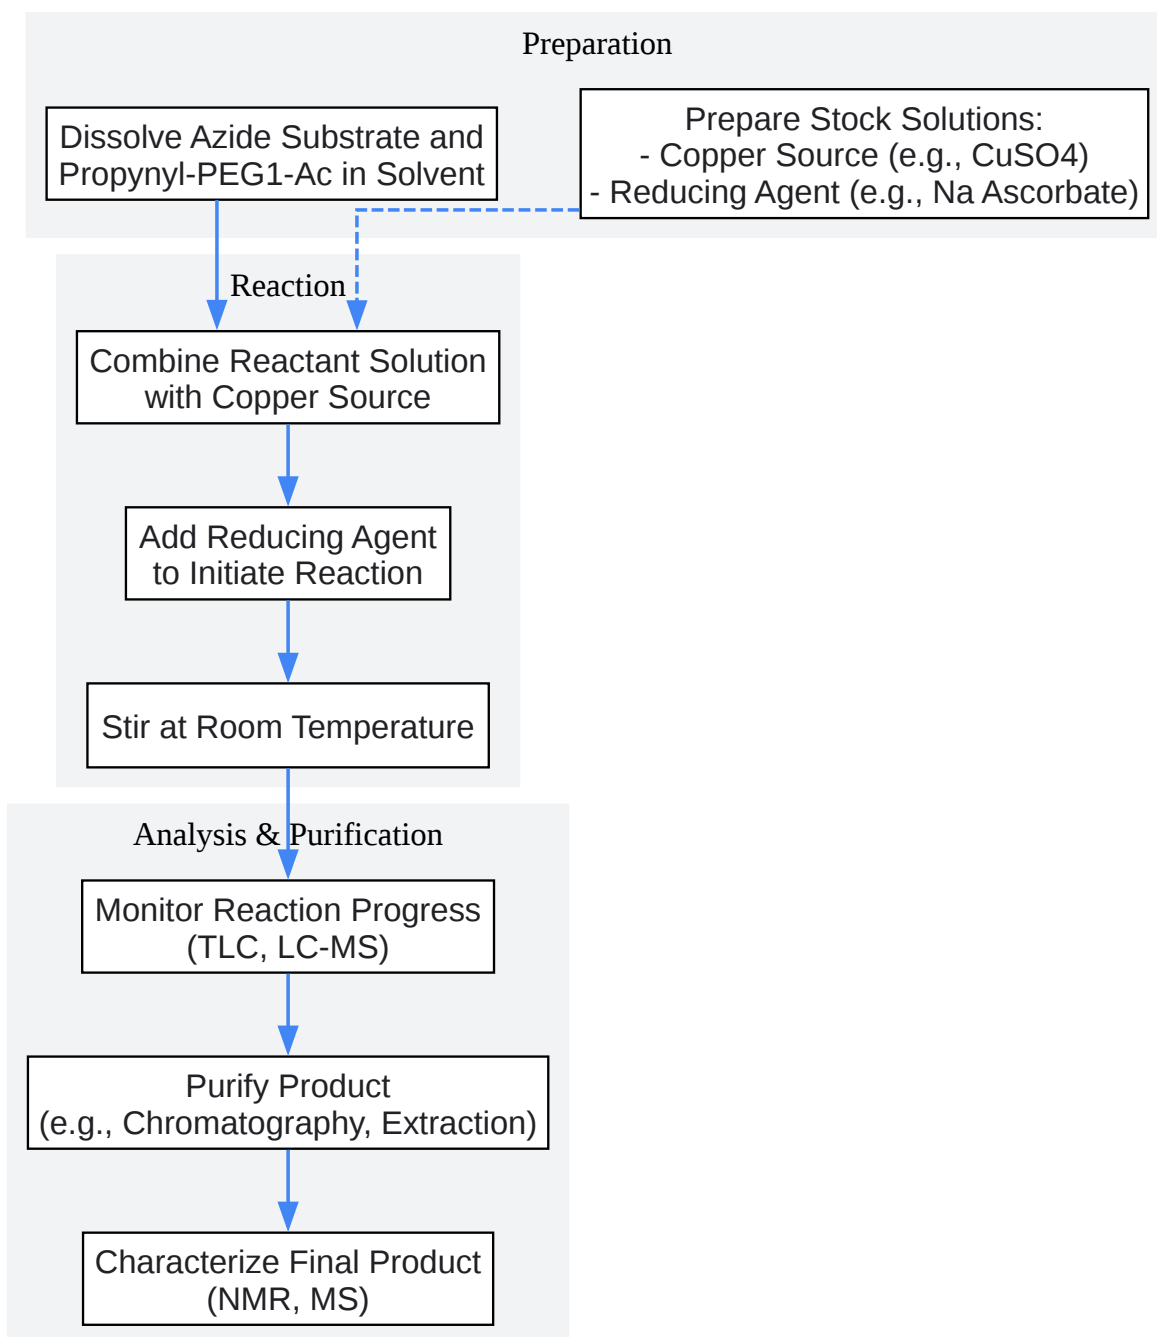 Preparation
Dissolve Azide Substrate and
Propynyl-PEG1-Ac in Solvent
Prepare Stock Solutions:
- Copper Source (e.g., CuSO4)
- Reducing Agent (e.g., Na Ascorbate)
Reaction
Combine Reactant Solution
with Copper Source
Add Reducing Agent
to Initiate Reaction
Stir at Room Temperature
Analysis & Purification
Monitor Reaction Progress
(TLC, LC-MS)
Purify Product
(e.g., Chromatography, Extraction)
Characterize Final Product
(NMR, MS)